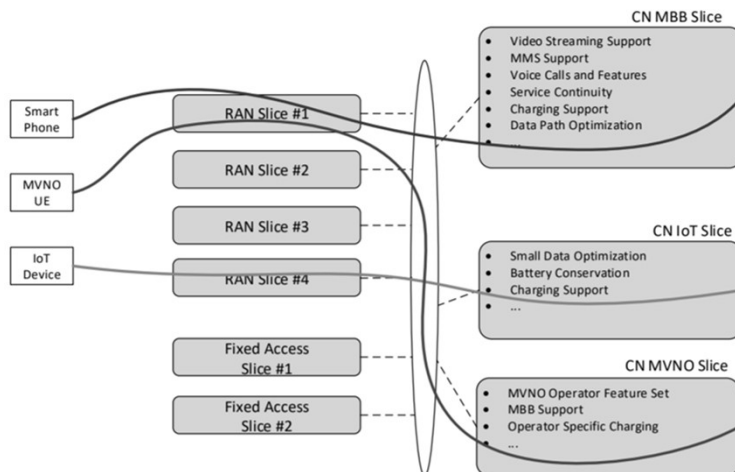 CN MBB Slice
Video Streaming Support
MMS Support
Voice Calls and Features
Service Continuity
Charging Support
Data Path Optimization
...
Smart
Phone
MVNO
UE
IoT
Device
RAN Slice #1
RAN Slice #2
RAN Slice #3
RAN Slice #4
Fixed Access
Slice #1
Fixed Access
Slice #2
CN IoT Slice
Small Data Optimization
Battery Conservation
Charging Support
...
CN MVNO Slice
MVNO Operator Feature Set
MBB Support
Operator Specific Charging
...